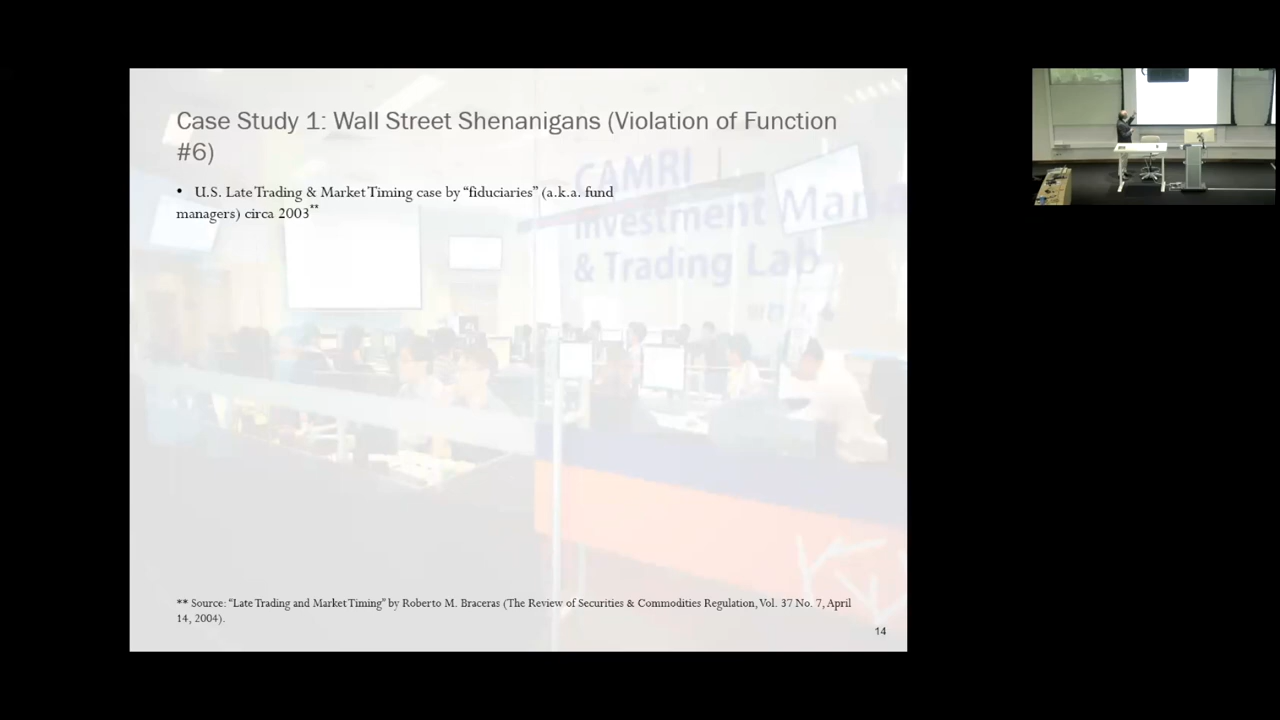 Case Study 1: Wall Street Shenanigans (Violation of Function
#6)
• U.S. Late Trading & Market Timing case by “fiduciaries” (a.k.a. fund
managers) circa 2003**
CAMRI
Investment Mana
& Trading Lab
** Source: “Late Trading and Market Timing” by Roberto M. Braceras (The Review of Securities & Commodities Regulation, Vol. 37 No. 7, April
14, 2004).
14